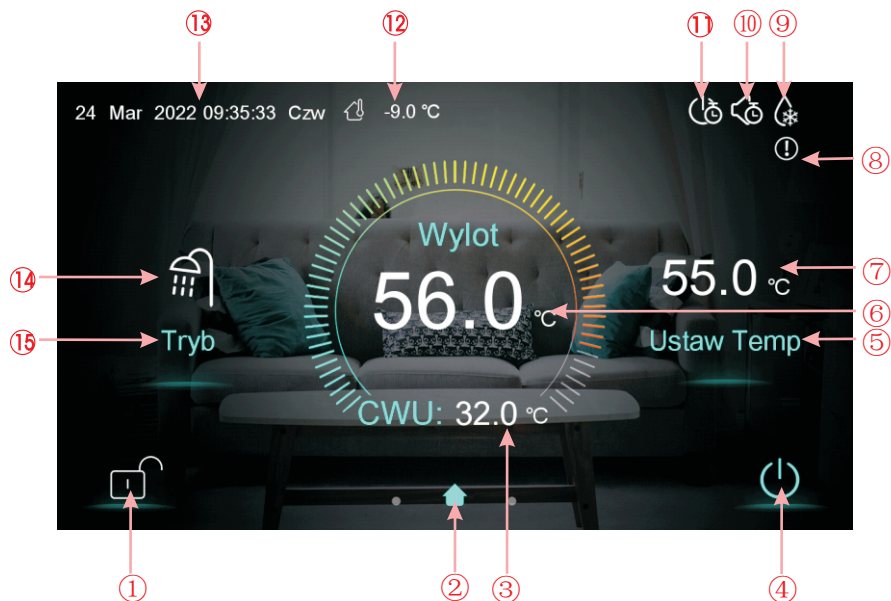 ⑬ ⑫ ⑪ ⑩ ⑨
24 Mar 2022 09:35:33 Czw -9.0 ℃
⑧
Wylot
⑭ 56.0 ℃ 55.0 ℃ ⑦
⑥
⑮ Tryb Ustaw Temp ⑤
CWU: 32.0 ℃
① ② ③ ④